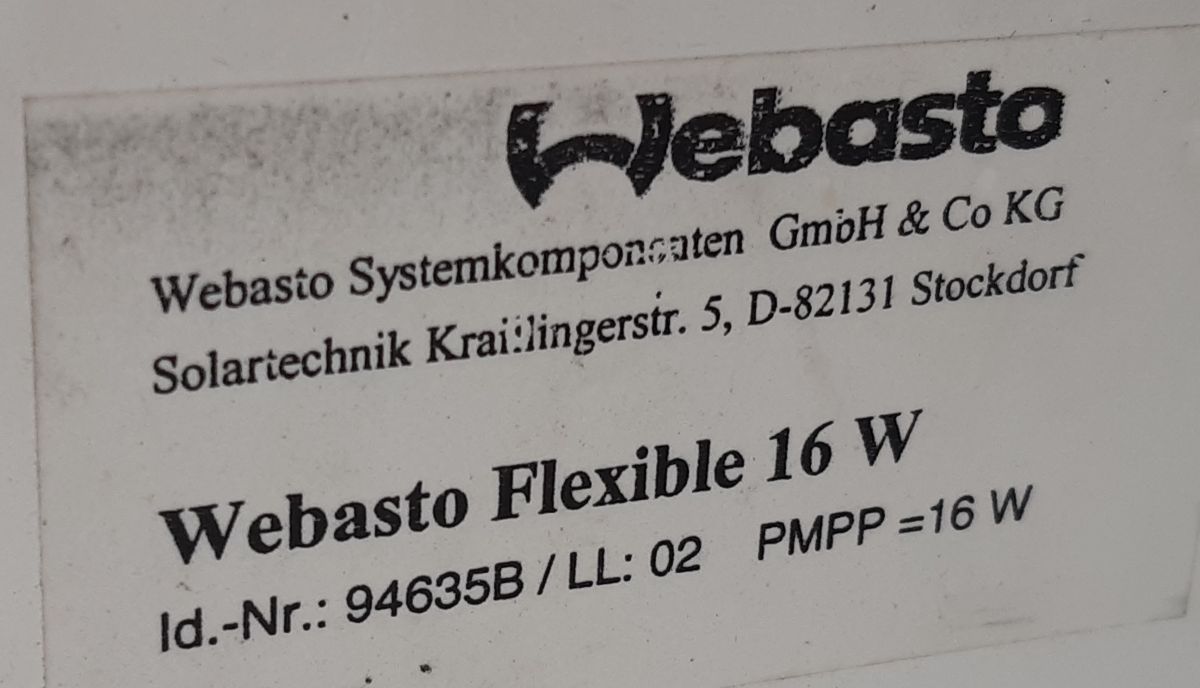 Webasto
Webasto Systemkomponenten GmbH & Co KG
Solartechnik Kraillingerstr. 5, D-82131 Stockdorf
Webasto Flexible 16 W
Id.-Nr.: 94635B / LL: 02 PMPP =16 W